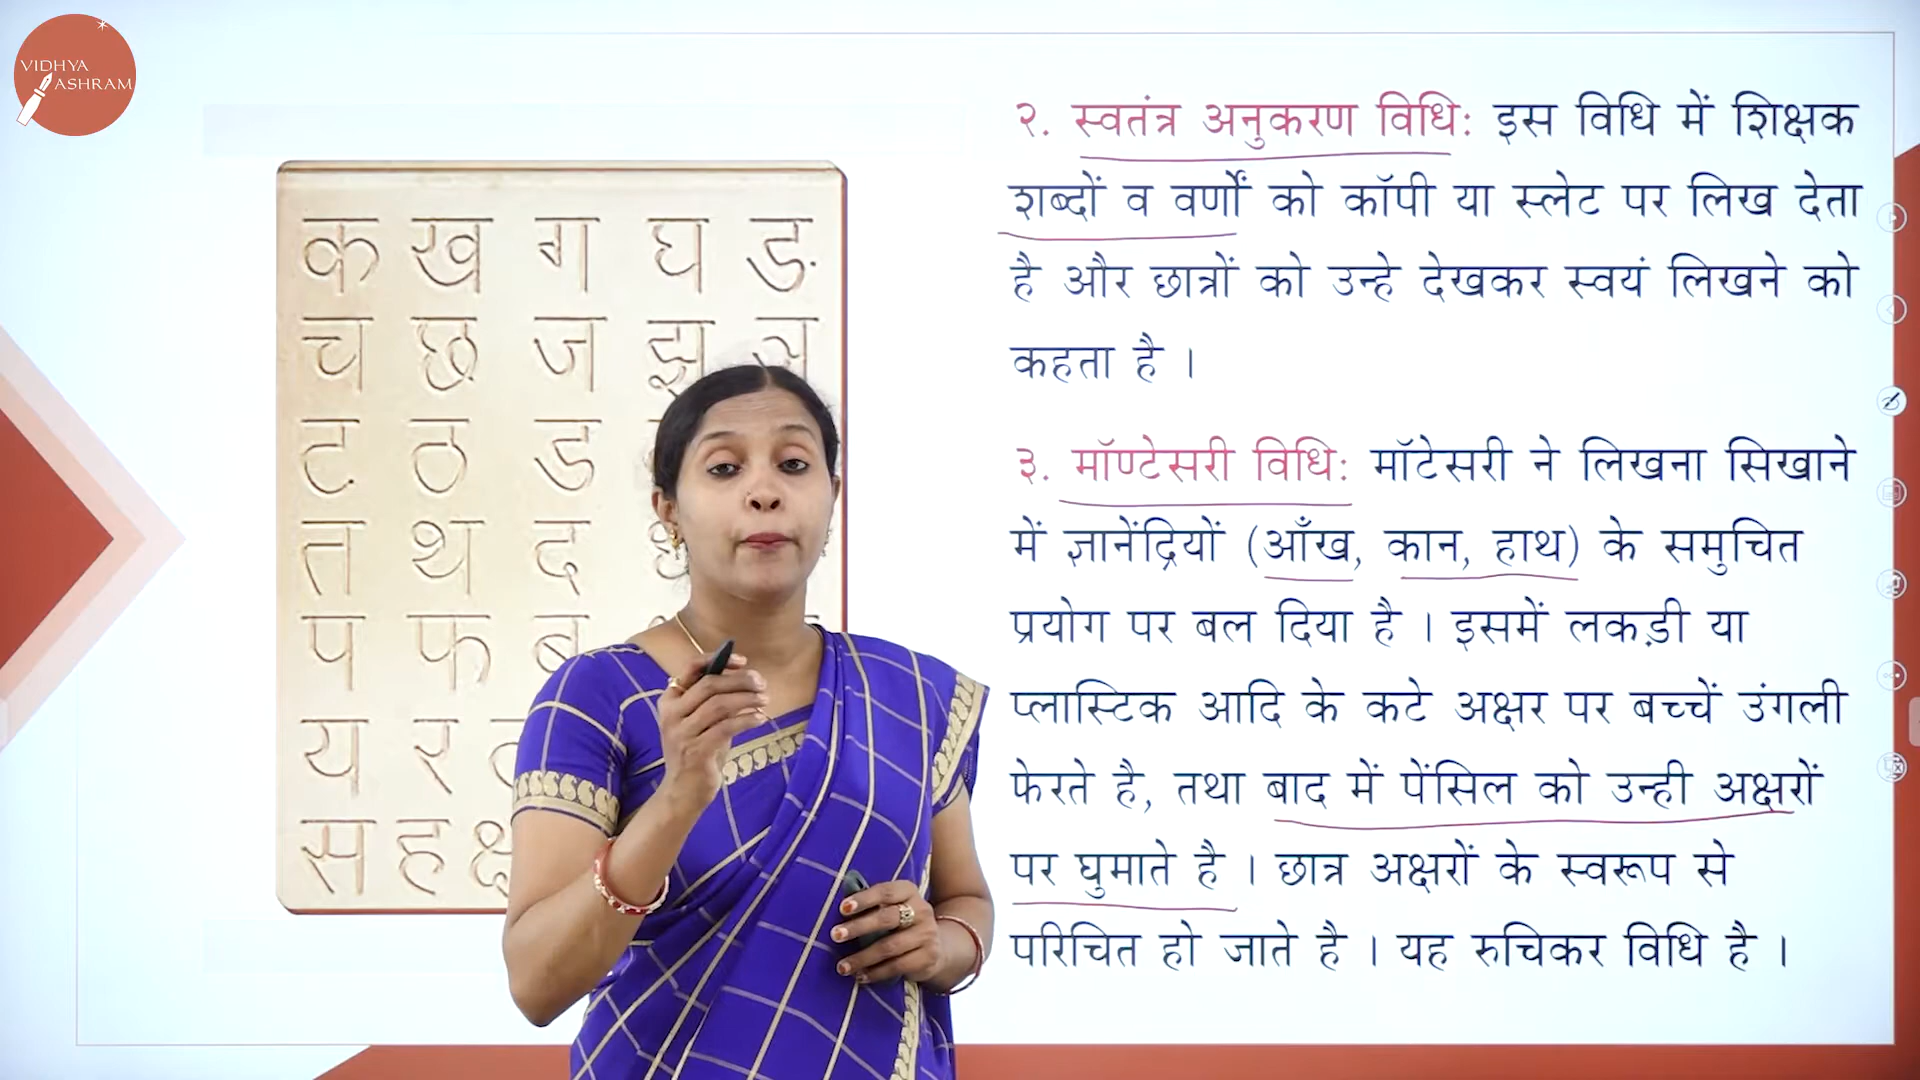 VIDHYA
ASHRAM
क ख ग घ ङ
च छ ज झ ञ
ट ठ ड
त थ द
प फ ब
य र
स ह क्ष
२. स्वतंत्र अनुकरण विधि: इस विधि में शिक्षक
शब्दों व वर्णों को कॉपी या स्लेट पर लिख देता
है और छात्रों को उन्हे देखकर स्वयं लिखने को
कहता है ।
३. मॉण्टेसरी विधि: मॉटेसरी ने लिखना सिखाने
में ज्ञानेंद्रियों (आँख, कान, हाथ) के समुचित
प्रयोग पर बल दिया है । इसमें लकड़ी या
प्लास्टिक आदि के कटे अक्षर पर बच्चें उंगली
फेरते है, तथा बाद में पेंसिल को उन्ही अक्षरों
पर घुमाते है । छात्र अक्षरों के स्वरूप से
परिचित हो जाते है । यह रुचिकर विधि है ।